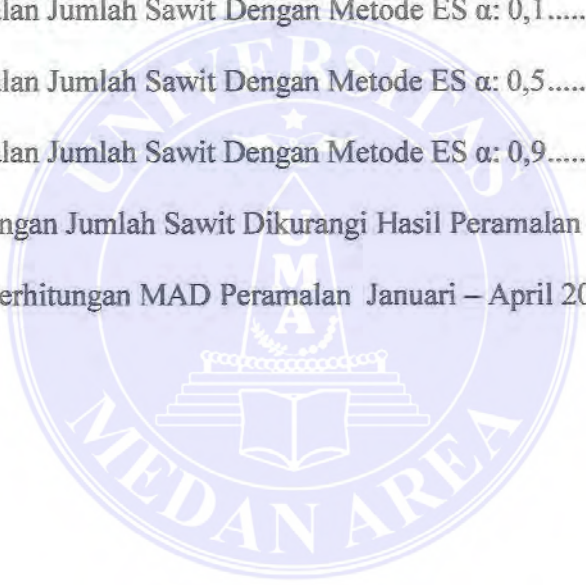 lan Jumlah Sawit Dengan Metode ES α: 0,1.....
lan Jumlah Sawit Dengan Metode ES α: 0,5.....
lan Jumlah Sawit Dengan Metode ES α: 0,9.....
ngan Jumlah Sawit Dikurangi Hasil Peramalan
erhitungan MAD Peramalan Januari – April 20
UNIVERSITAS
UMA
MEDAN AREA